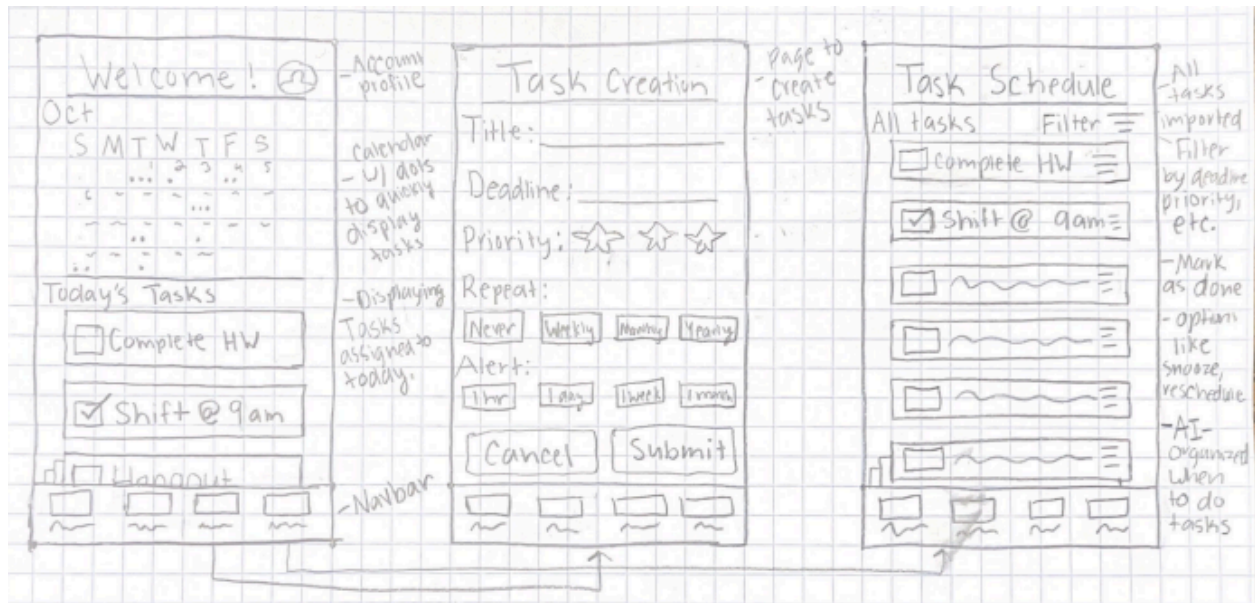 Welcome!
Oct
S M T W T F S
1 2 3 4 5
6
Today's Tasks
Complete HW
Shift @ 9am
Hangout
- Account
profile
Calendar
- w/ dots
to quickly
display
tasks
- Displaying
Tasks
assigned to
today.
- Navbar
Task Creation
Title:
Deadline:
Priority:
Repeat:
Never Weekly Monthly Yearly
Alert:
1hr 1day 1week 1month
Cancel Submit
page to
- create
tasks
Task Schedule
All tasks Filter
Complete HW
Shift @ 9am
- All
tasks
imported
- Filter
by deadline
priority,
etc.
- Mark
as done
- option
like
snooze,
reschedule
- AI -
organized
when
to do
tasks